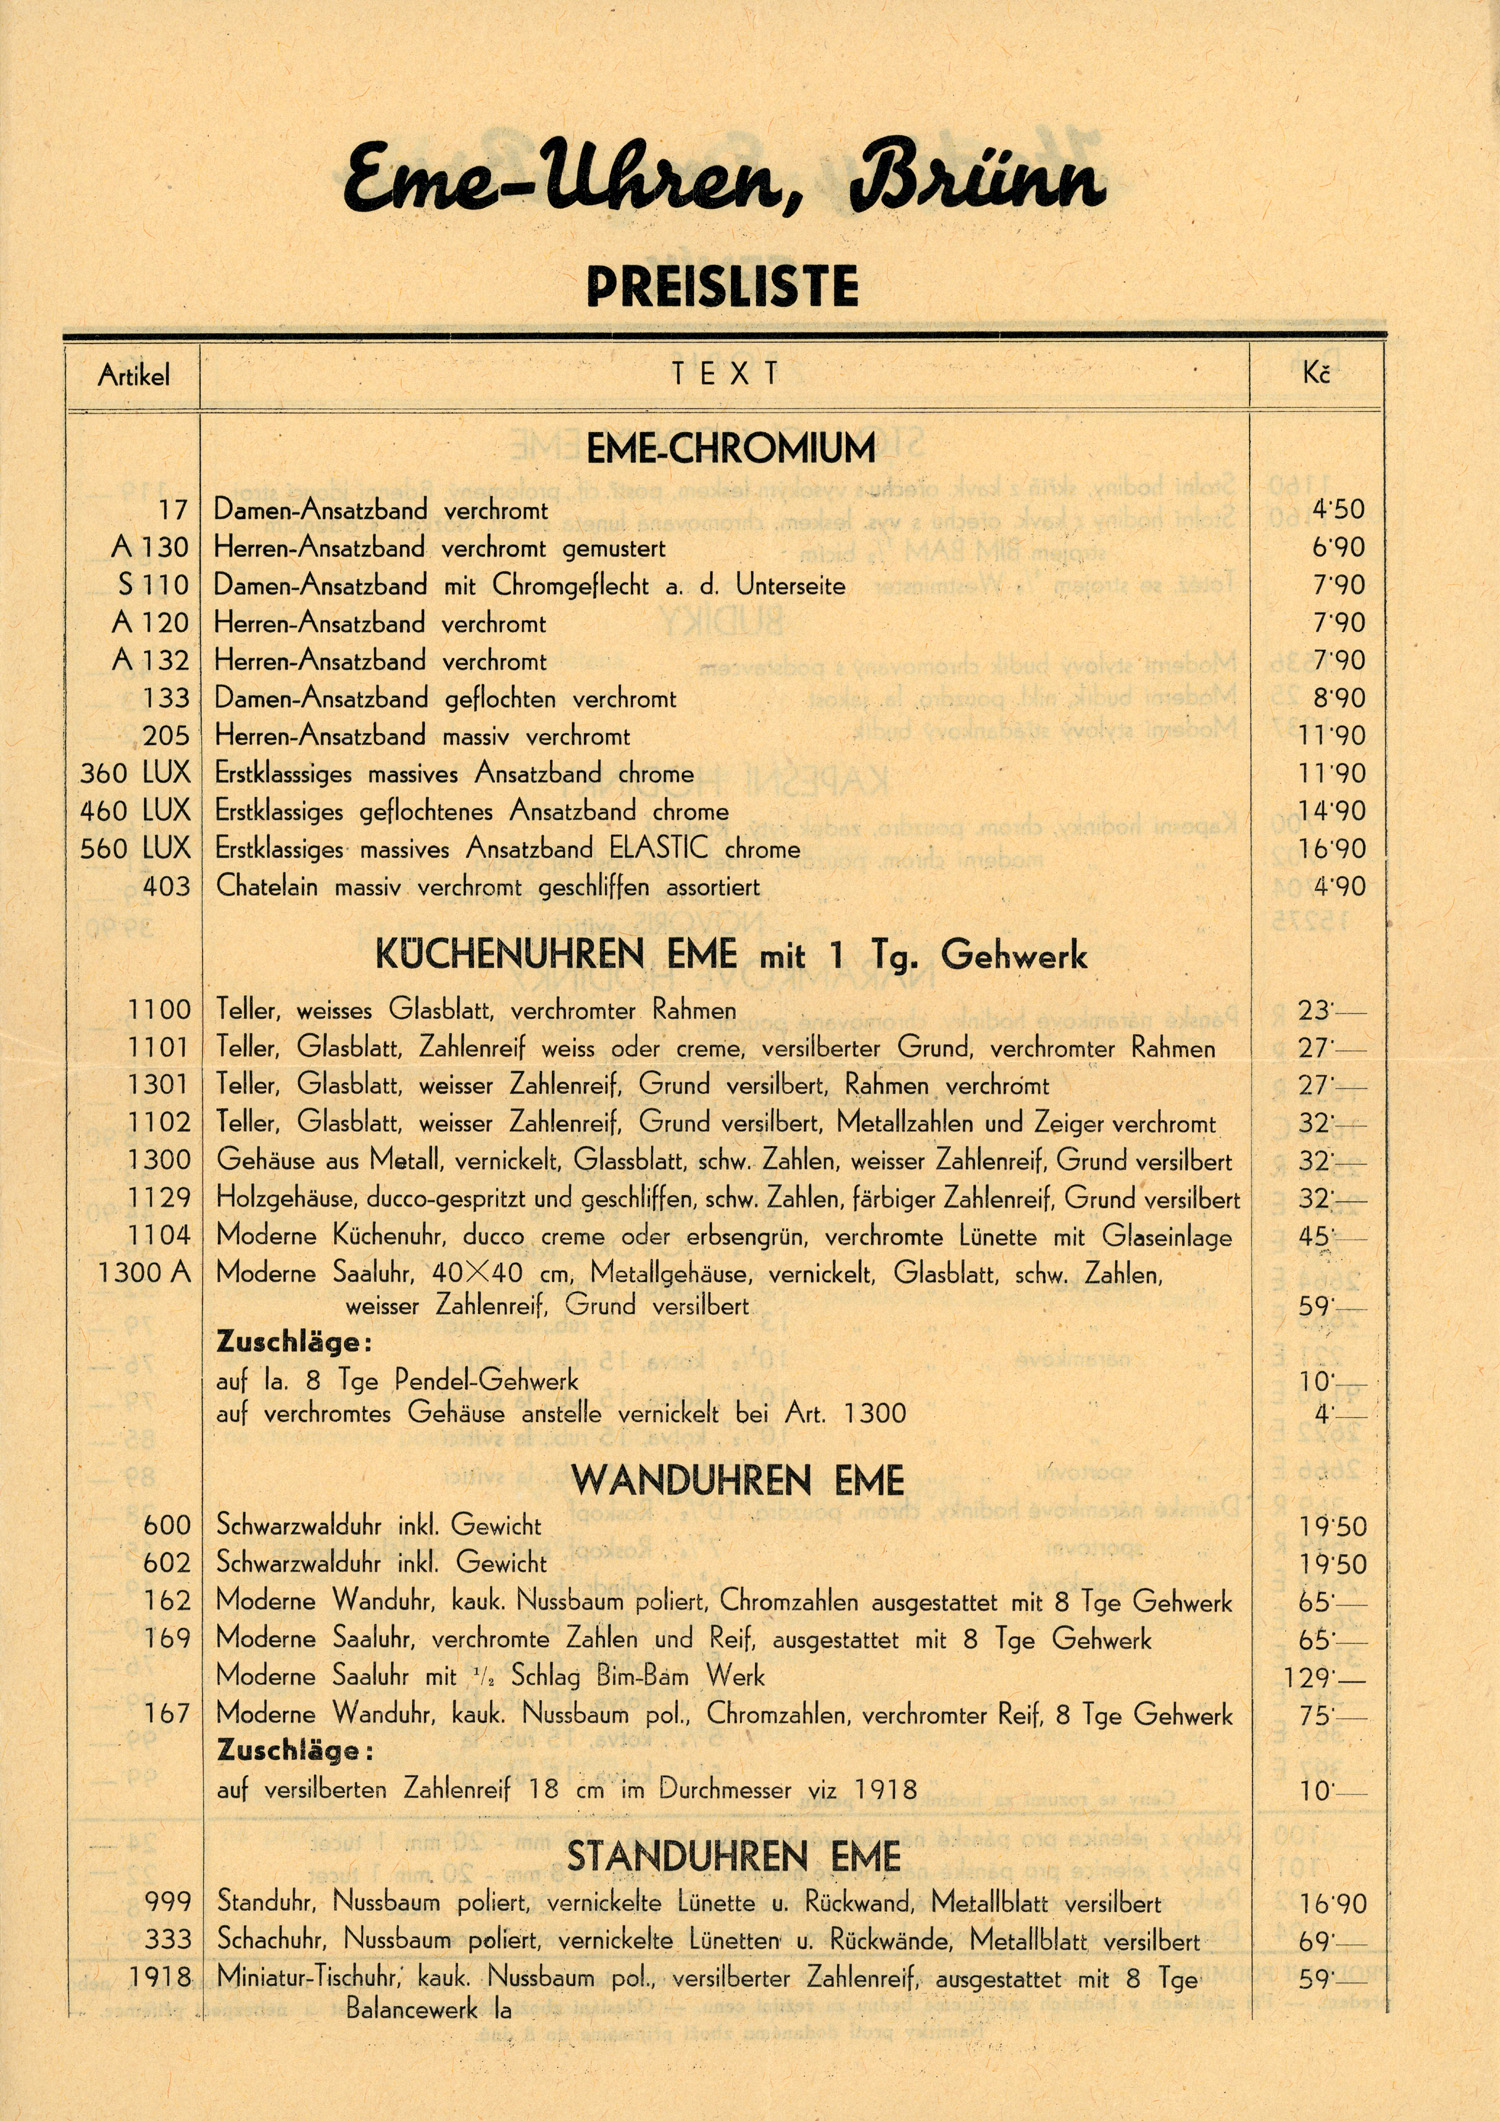 Eme-Uhren, Brünn
PREISLISTE
Artikel TEXT Kč
EME-CHROMIUM
17 Damen-Ansatzband verchromt 4·50
A 130 Herren-Ansatzband verchromt gemustert 6·90
S 110 Damen-Ansatzband mit Chromgeflecht a. d. Unterseite 7·90
A 120 Herren-Ansatzband verchromt 7·90
A 132 Herren-Ansatzband verchromt 7·90
133 Damen-Ansatzband geflochten verchromt 8·90
205 Herren-Ansatzband massiv verchromt 11·90
360 LUX Erstklasssiges massives Ansatzband chrome 11·90
460 LUX Erstklassiges geflochtenes Ansatzband chrome 14·90
560 LUX Erstklassiges massives Ansatzband ELASTIC chrome 16·90
403 Chatelain massiv verchromt geschliffen assortiert 4·90
KÜCHENUHREN EME mit 1 Tg. Gehwerk
1100 Teller, weisses Glasblatt, verchromter Rahmen 23·—
1101 Teller, Glasblatt, Zahlenreif weiss oder creme, versilberter Grund, verchromter Rahmen 27·—
1301 Teller, Glasblatt, weisser Zahlenreif, Grund versilbert, Rahmen verchromt 27·—
1102 Teller, Glasblatt, weisser Zahlenreif, Grund versilbert, Metallzahlen und Zeiger verchromt 32·—
1300 Gehäuse aus Metall, vernickelt, Glassblatt, schw. Zahlen, weisser Zahlenreif, Grund versilbert 32·—
1129 Holzgehäuse, ducco-gespritzt und geschliffen, schw. Zahlen, färbiger Zahlenreif, Grund versilbert 32·—
1104 Moderne Küchenuhr, ducco creme oder erbsengrün, verchromte Lünette mit Glaseinlage 45·—
1300 A Moderne Saaluhr, 40×40 cm, Metallgehäuse, vernickelt, Glasblatt, schw. Zahlen,
weisser Zahlenreif, Grund versilbert 59·—
Zuschläge:
auf Ia. 8 Tge Pendel-Gehwerk 10·—
auf verchromtes Gehäuse anstelle vernickelt bei Art. 1300 4·—
WANDUHREN EME
600 Schwarzwalduhr inkl. Gewicht 19·50
602 Schwarzwalduhr inkl. Gewicht 19·50
162 Moderne Wanduhr, kauk. Nussbaum poliert, Chromzahlen ausgestattet mit 8 Tge Gehwerk 65·—
169 Moderne Saaluhr, verchromte Zahlen und Reif, ausgestattet mit 8 Tge Gehwerk 65·—
Moderne Saaluhr mit ½ Schlag Bim-Bam Werk 129·—
167 Moderne Wanduhr, kauk. Nussbaum pol., Chromzahlen, verchromter Reif, 8 Tge Gehwerk 75·—
Zuschläge:
auf versilberten Zahlenreif 18 cm im Durchmesser viz 1918 10·—
STANDUHREN EME
999 Standuhr, Nussbaum poliert, vernickelte Lünette u. Rückwand, Metallblatt versilbert 16·90
333 Schachuhr, Nussbaum poliert, vernickelte Lünetten u. Rückwände, Metallblatt versilbert 69·—
1918 Miniatur-Tischuhr, kauk. Nussbaum pol., versilberter Zahlenreif, ausgestattet mit 8 Tge 59·—
Balancewerk Ia